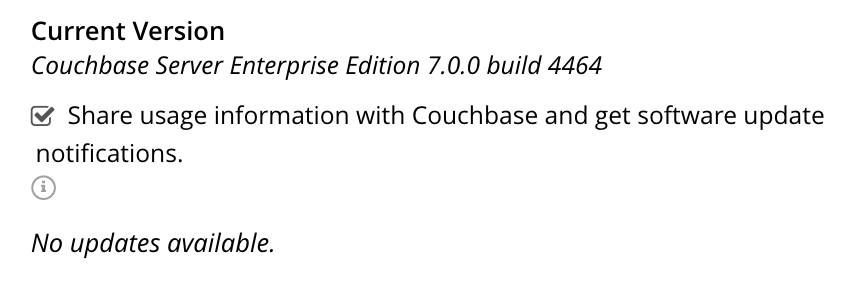 Current Version
Couchbase Server Enterprise Edition 7.0.0 build 4464
Share usage information with Couchbase and get software update
notifications.
No updates available.